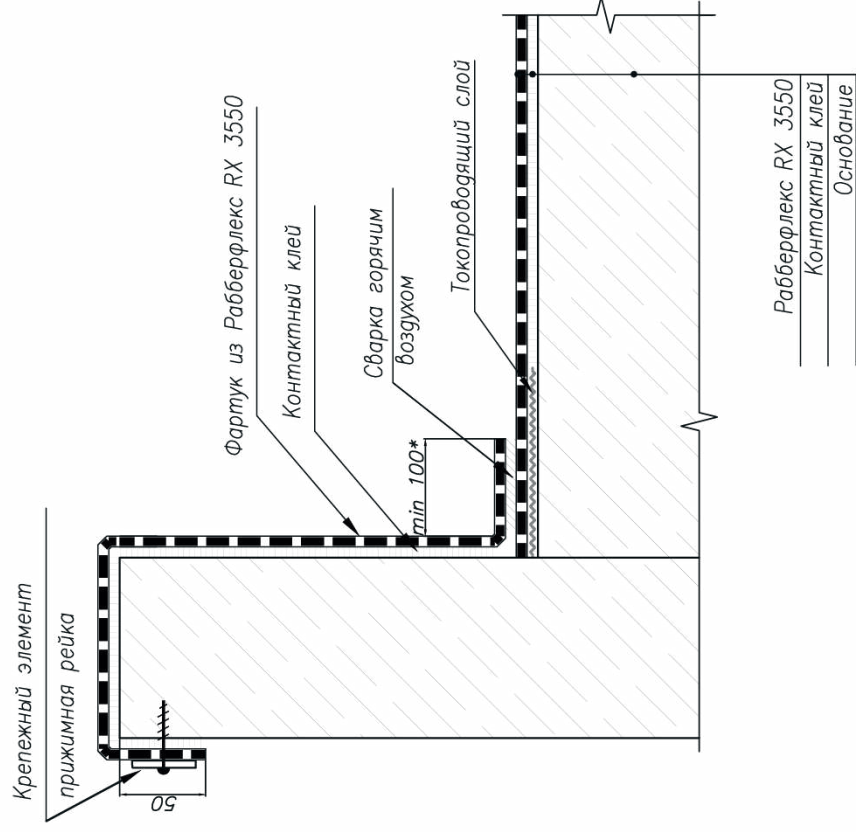 Крепежный элемент
прижимная рейка
Фартук из Рабберфлекс RX 3550
Контактный клей
Сварка горячим
воздухом
Токопроводящий слой
min 100*
50
Рабберфлекс RX 3550
Контактный клей
Основание